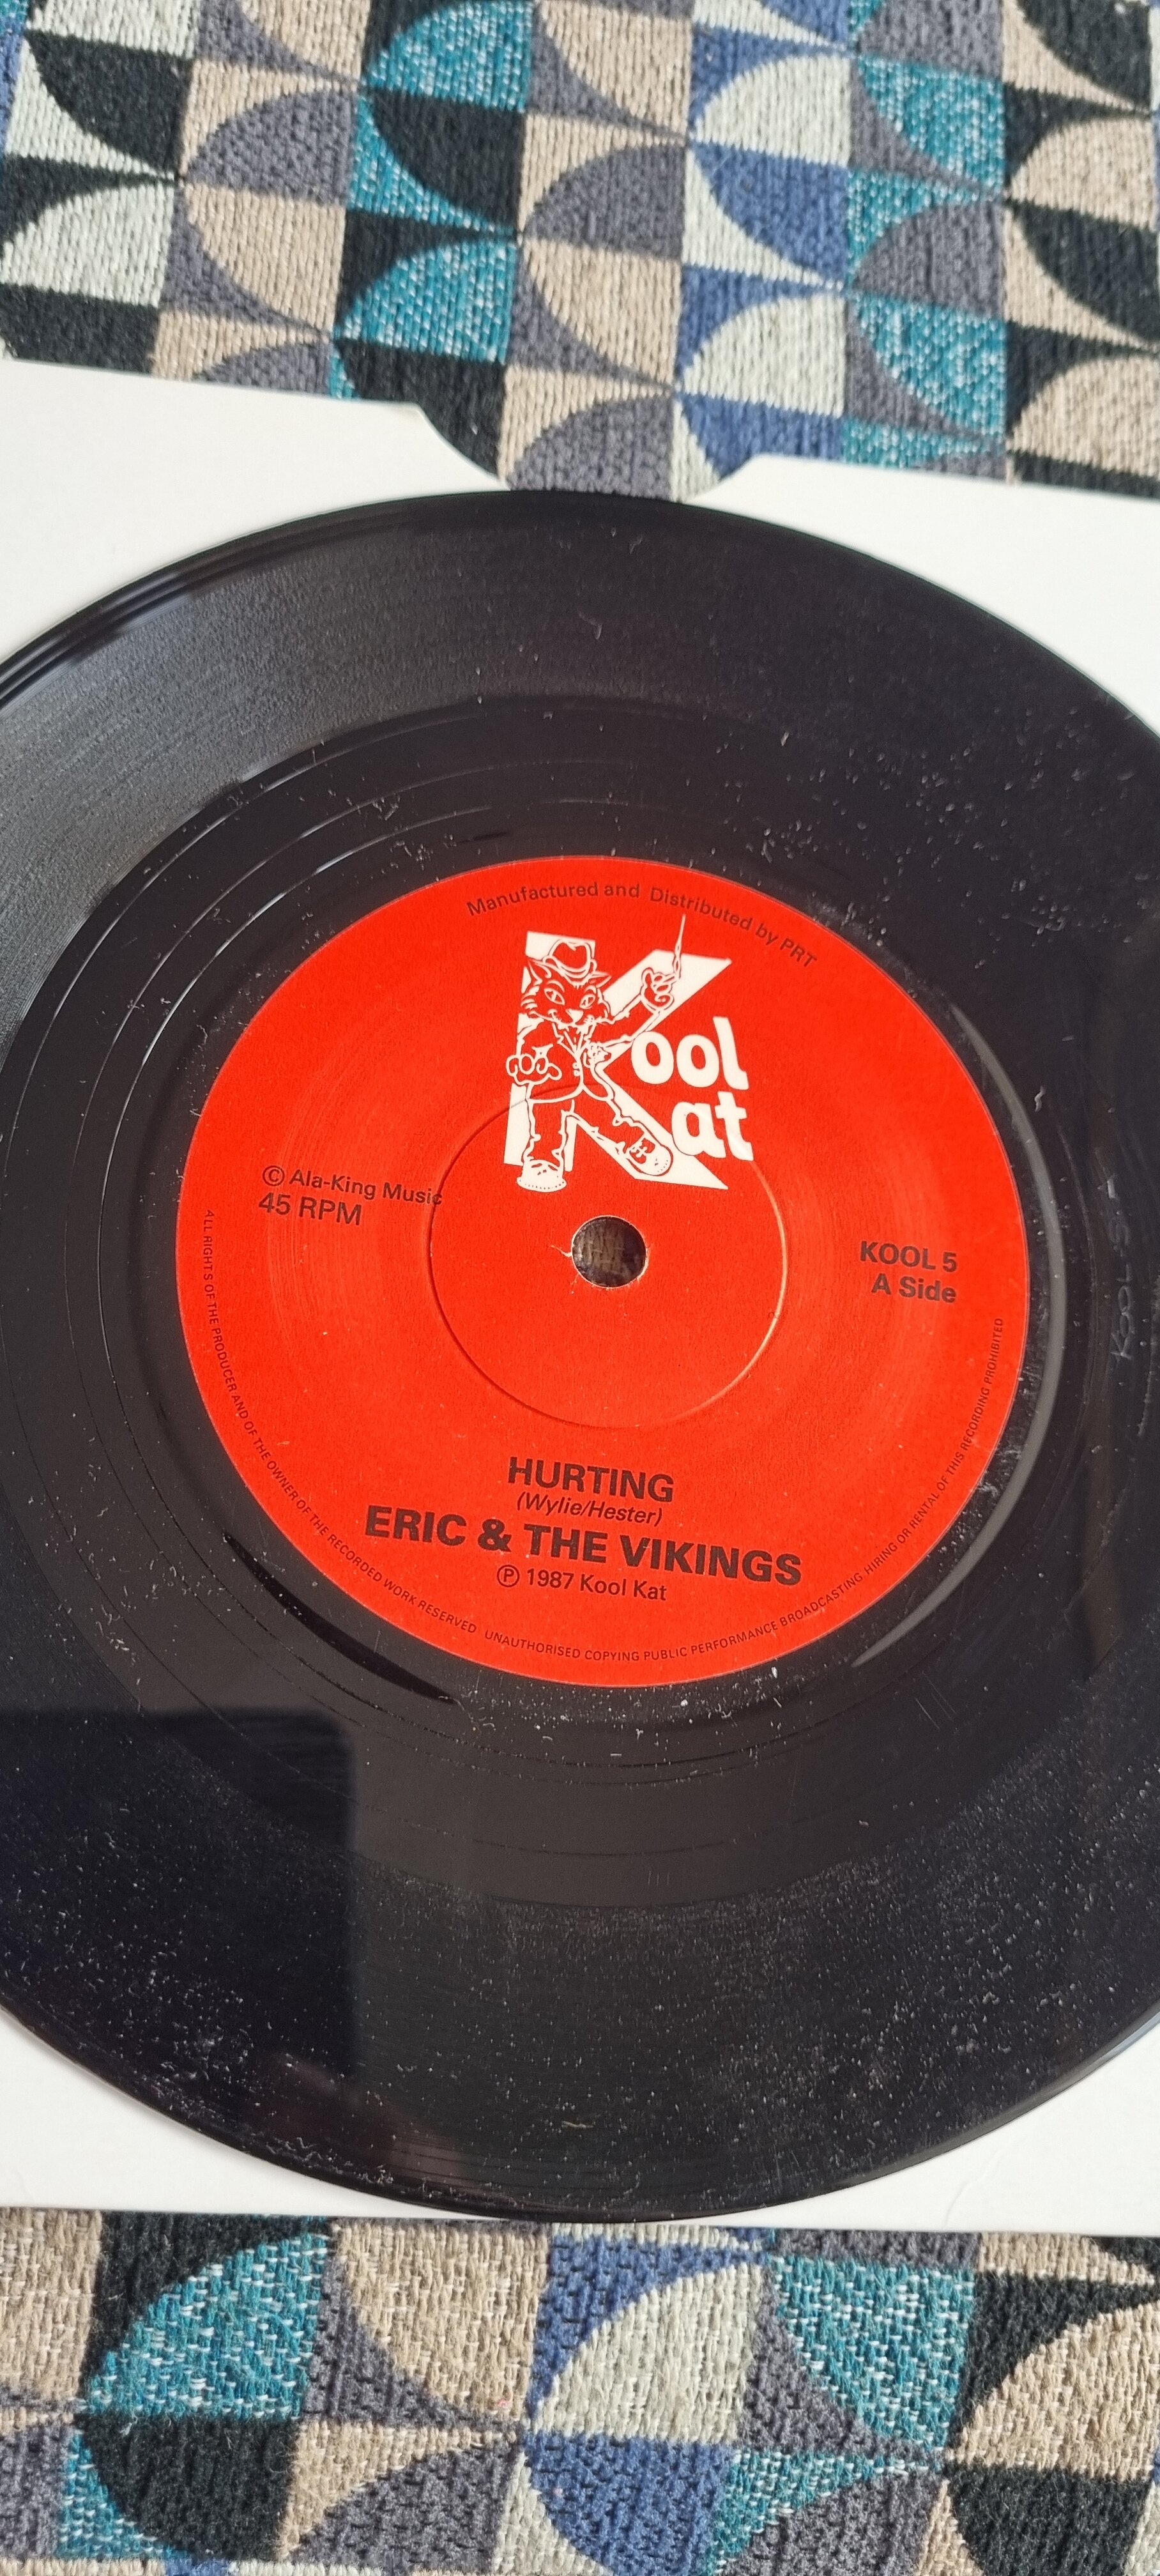 Manufactured and Distributed by PRT
Kool
Kat
© Ala-King Music
45 RPM
KOOL 5
A Side
HURTING
(Wylie/Hester)
ERIC & THE VIKINGS
℗ 1987 Kool Kat
ALL RIGHTS OF THE PRODUCER AND OF THE OWNER OF THE RECORDED WORK RESERVED UNAUTHORISED COPYING PUBLIC PERFORMANCE BROADCASTING HIRING OR RENTAL OF THIS RECORDING PROHIBITED
KOOL 5 A